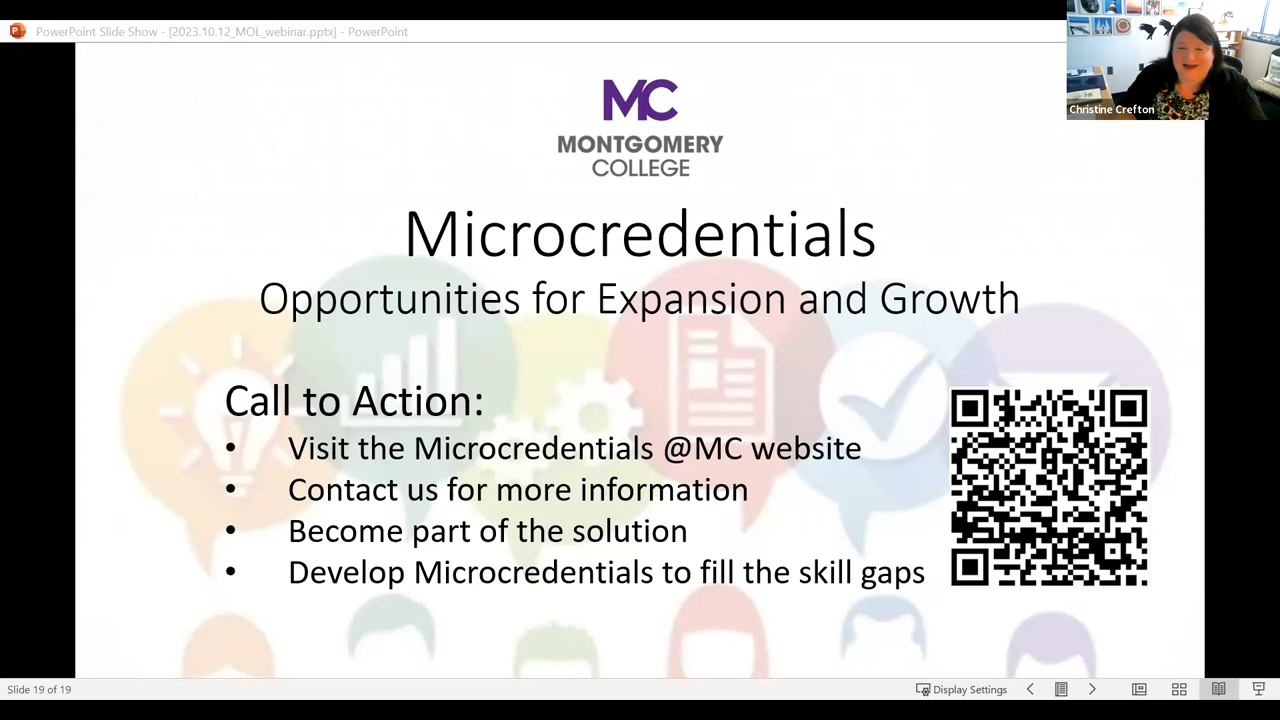 PowerPoint Slide Show - [2023.10.12_MOL_webinar.pptx] - PowerPoint
Christine Crefton
MC
MONTGOMERY
COLLEGE
Microcredentials
Opportunities for Expansion and Growth
Call to Action:
• Visit the Microcredentials @MC website
• Contact us for more information
• Become part of the solution
• Develop Microcredentials to fill the skill gaps
Slide 19 of 19
Display Settings